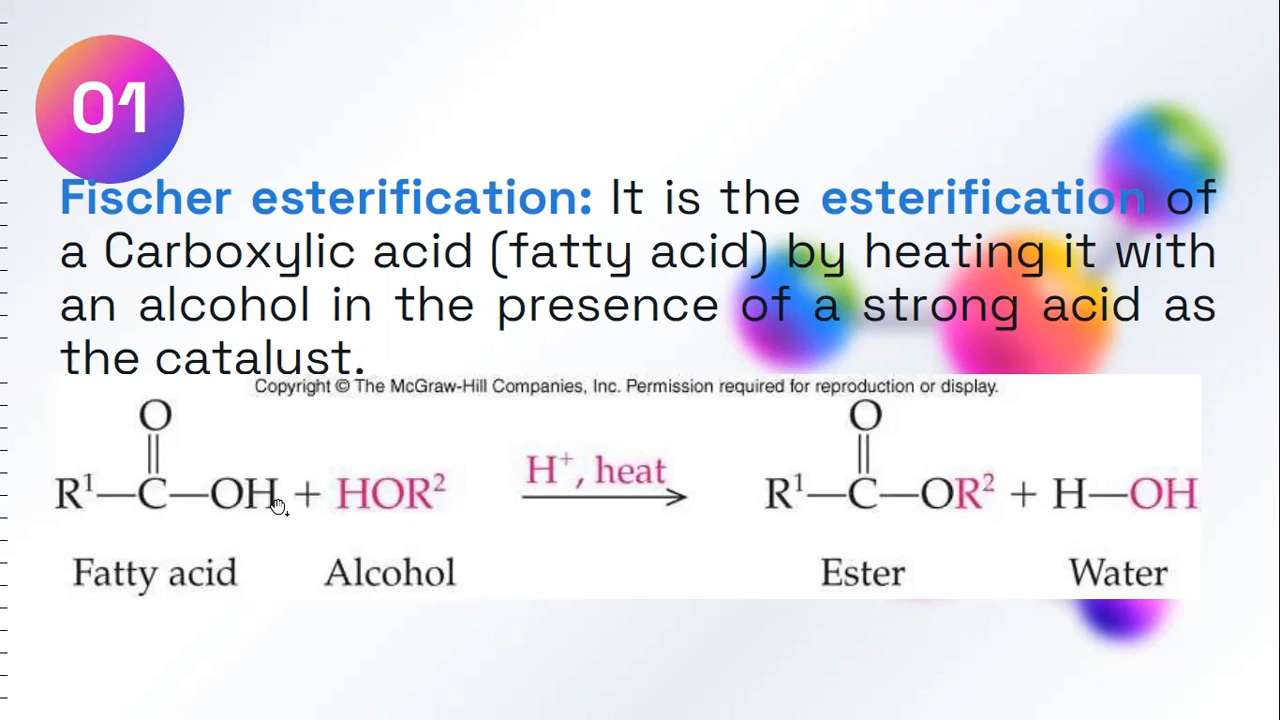 01
Fischer esterification: It is the esterification of
a Carboxylic acid (fatty acid) by heating it with
an alcohol in the presence of a strong acid as
the catalust.
Copyright © The McGraw-Hill Companies, Inc. Permission required for reproduction or display.
O O
R¹—C—OH + HOR² H⁺, heat R¹—C—OR² + H—OH
Fatty acid Alcohol Ester Water